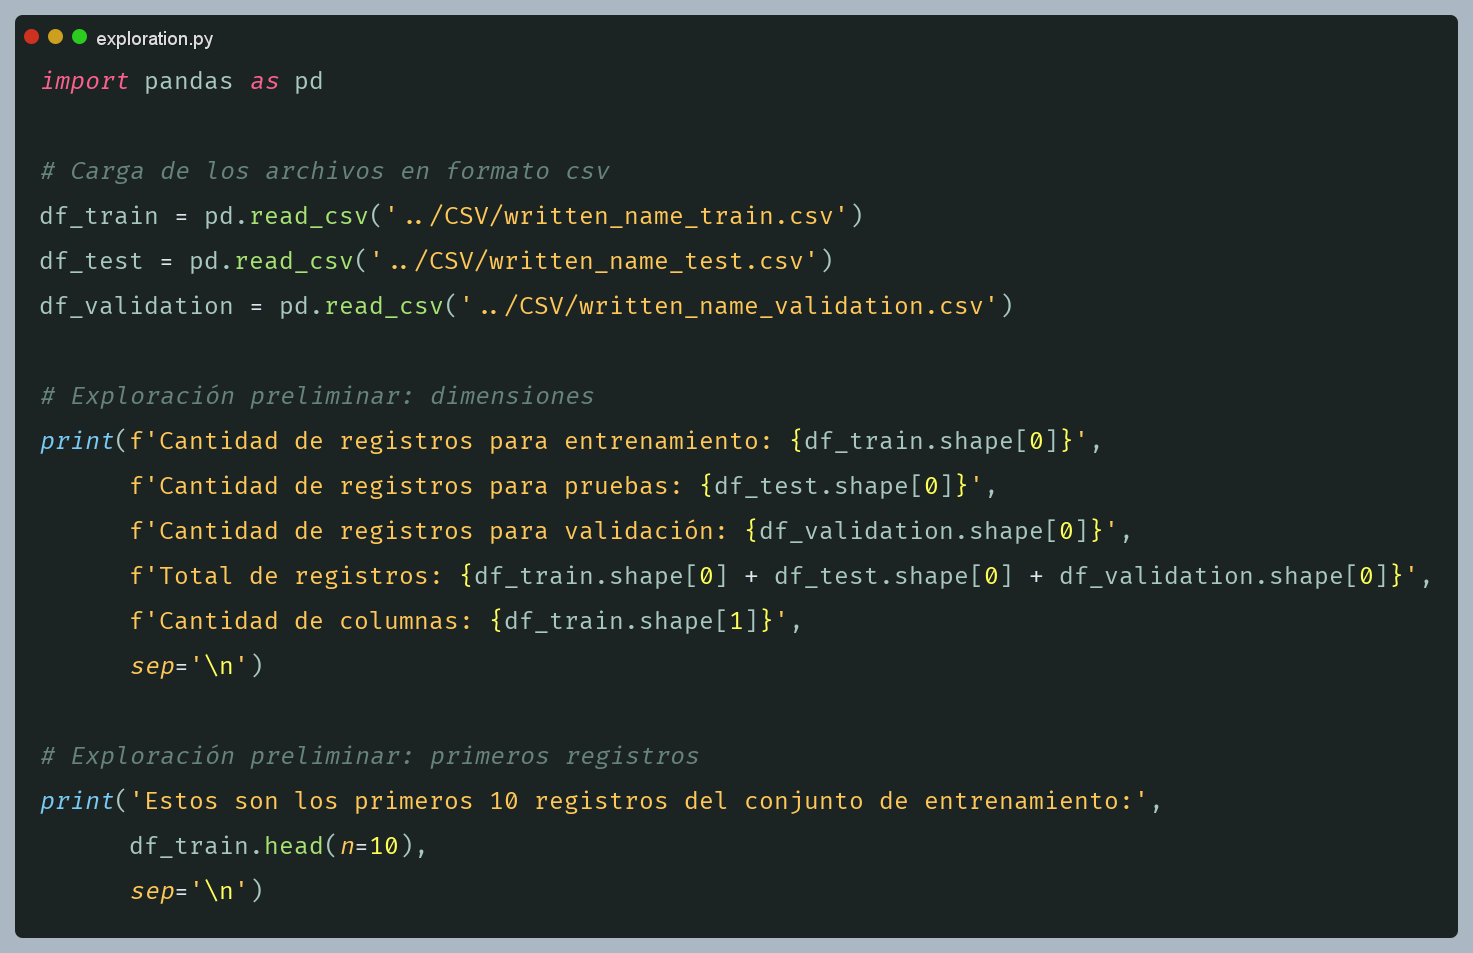 exploration.py
import pandas as pd
# Carga de los archivos en formato csv
df_train = pd.read_csv('../CSV/written_name_train.csv')
df_test = pd.read_csv('../CSV/written_name_test.csv')
df_validation = pd.read_csv('../CSV/written_name_validation.csv')
# Exploración preliminar: dimensiones
print(f'Cantidad de registros para entrenamiento: {df_train.shape[0]}',
      f'Cantidad de registros para pruebas: {df_test.shape[0]}',
      f'Cantidad de registros para validación: {df_validation.shape[0]}',
      f'Total de registros: {df_train.shape[0] + df_test.shape[0] + df_validation.shape[0]}',
      f'Cantidad de columnas: {df_train.shape[1]}',
      sep='\n')
# Exploración preliminar: primeros registros
print('Estos son los primeros 10 registros del conjunto de entrenamiento:',
      df_train.head(n=10),
      sep='\n')